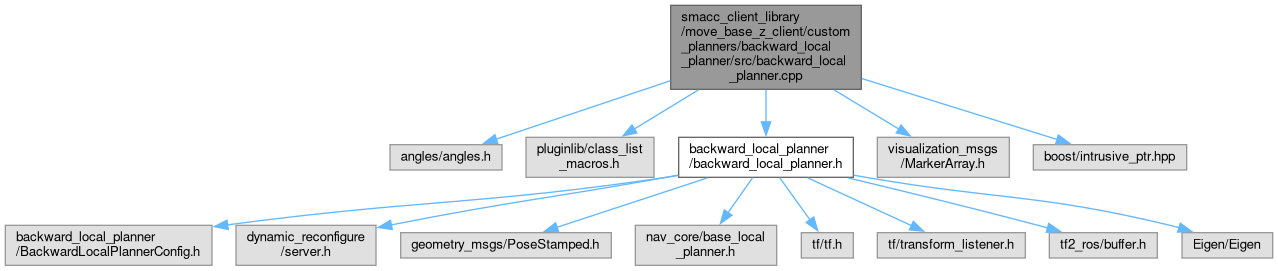 smacc_client_library
/move_base_z_client/custom
_planners/backward_local
_planner/src/backward_local
_planner.cpp
angles/angles.h
pluginlib/class_list
_macros.h
backward_local_planner
/backward_local_planner.h
visualization_msgs
/MarkerArray.h
boost/intrusive_ptr.hpp
backward_local_planner
/BackwardLocalPlannerConfig.h
dynamic_reconfigure
/server.h
geometry_msgs/PoseStamped.h
nav_core/base_local
_planner.h
tf/tf.h
tf/transform_listener.h
tf2_ros/buffer.h
Eigen/Eigen